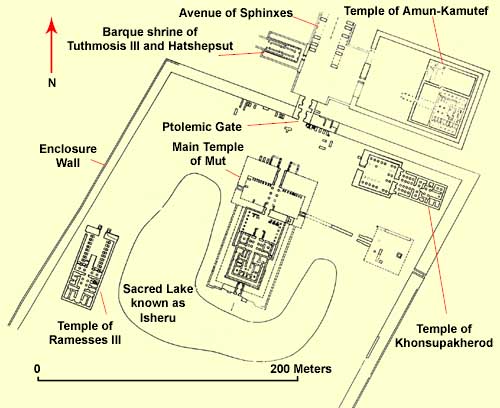 Avenue of Sphinxes
Temple of Amun-Kamutef
Barque shrine of
Tuthmosis III and Hatshepsut
N
Ptolemic Gate
Enclosure
Wall
Main Temple
of Mut
Sacred Lake
known as
Isheru
Temple of
Ramesses III
Temple of
Khonsupakherod
0
200 Meters